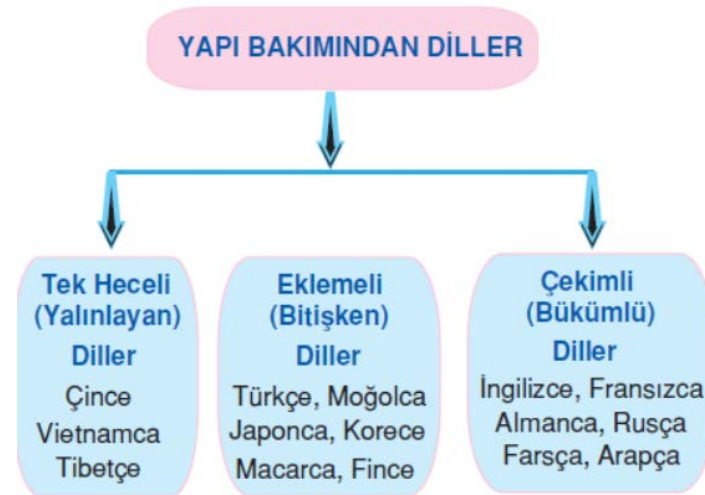 YAPI BAKIMINDAN DİLLER
Tek Heceli
(Yalınlayan)
Diller
Çince
Vietnamca
Tibetçe
Eklemeli
(Bitişken)
Diller
Türkçe, Moğolca
Japonca, Korece
Macarca, Fince
Çekimli
(Bükümlü)
Diller
İngilizce, Fransızca
Almanca, Rusça
Farsça, Arapça